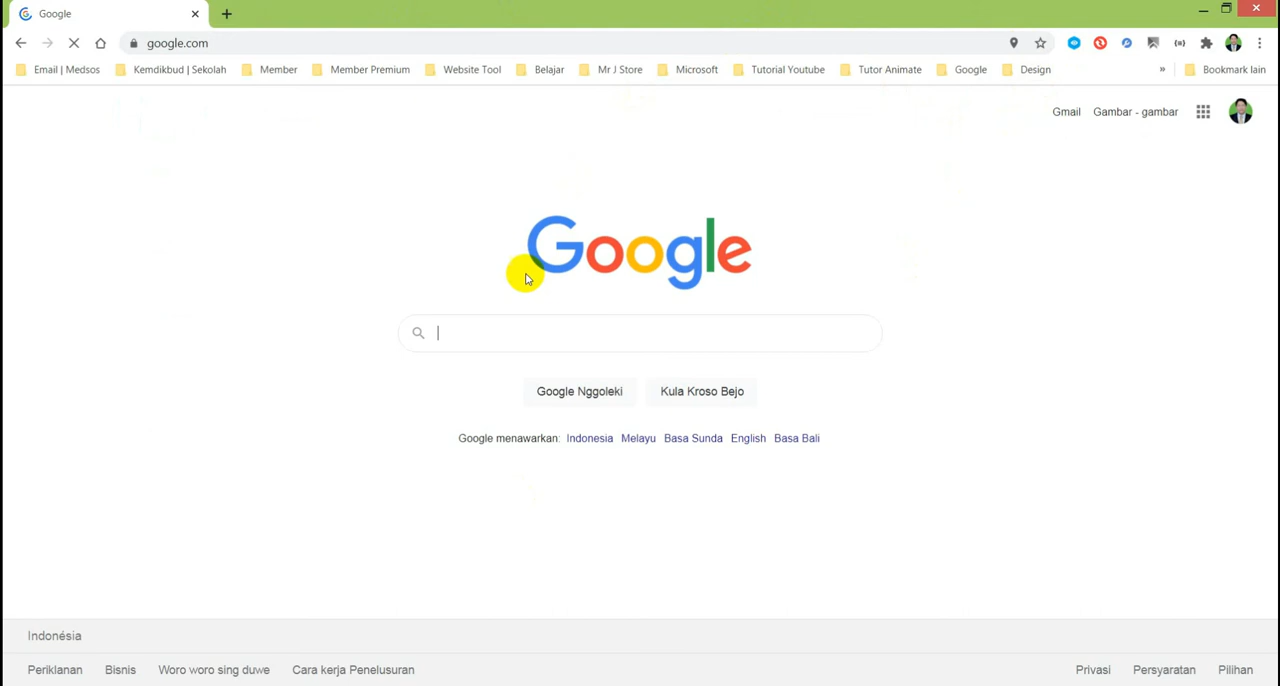 Google
google.com
Email | Medsos Kemdikbud | Sekolah Member Member Premium Website Tool Belajar Mr J Store Microsoft Tutorial Youtube Tutor Animate Google Design » Bookmark lain
Gmail Gambar - gambar
Google
Google Nggoleki Kula Kroso Bejo
Google menawarkan: Indonesia Melayu Basa Sunda English Basa Bali
Indonésia
Periklanan Bisnis Woro woro sing duwe Cara kerja Penelusuran Privasi Persyaratan Pilihan